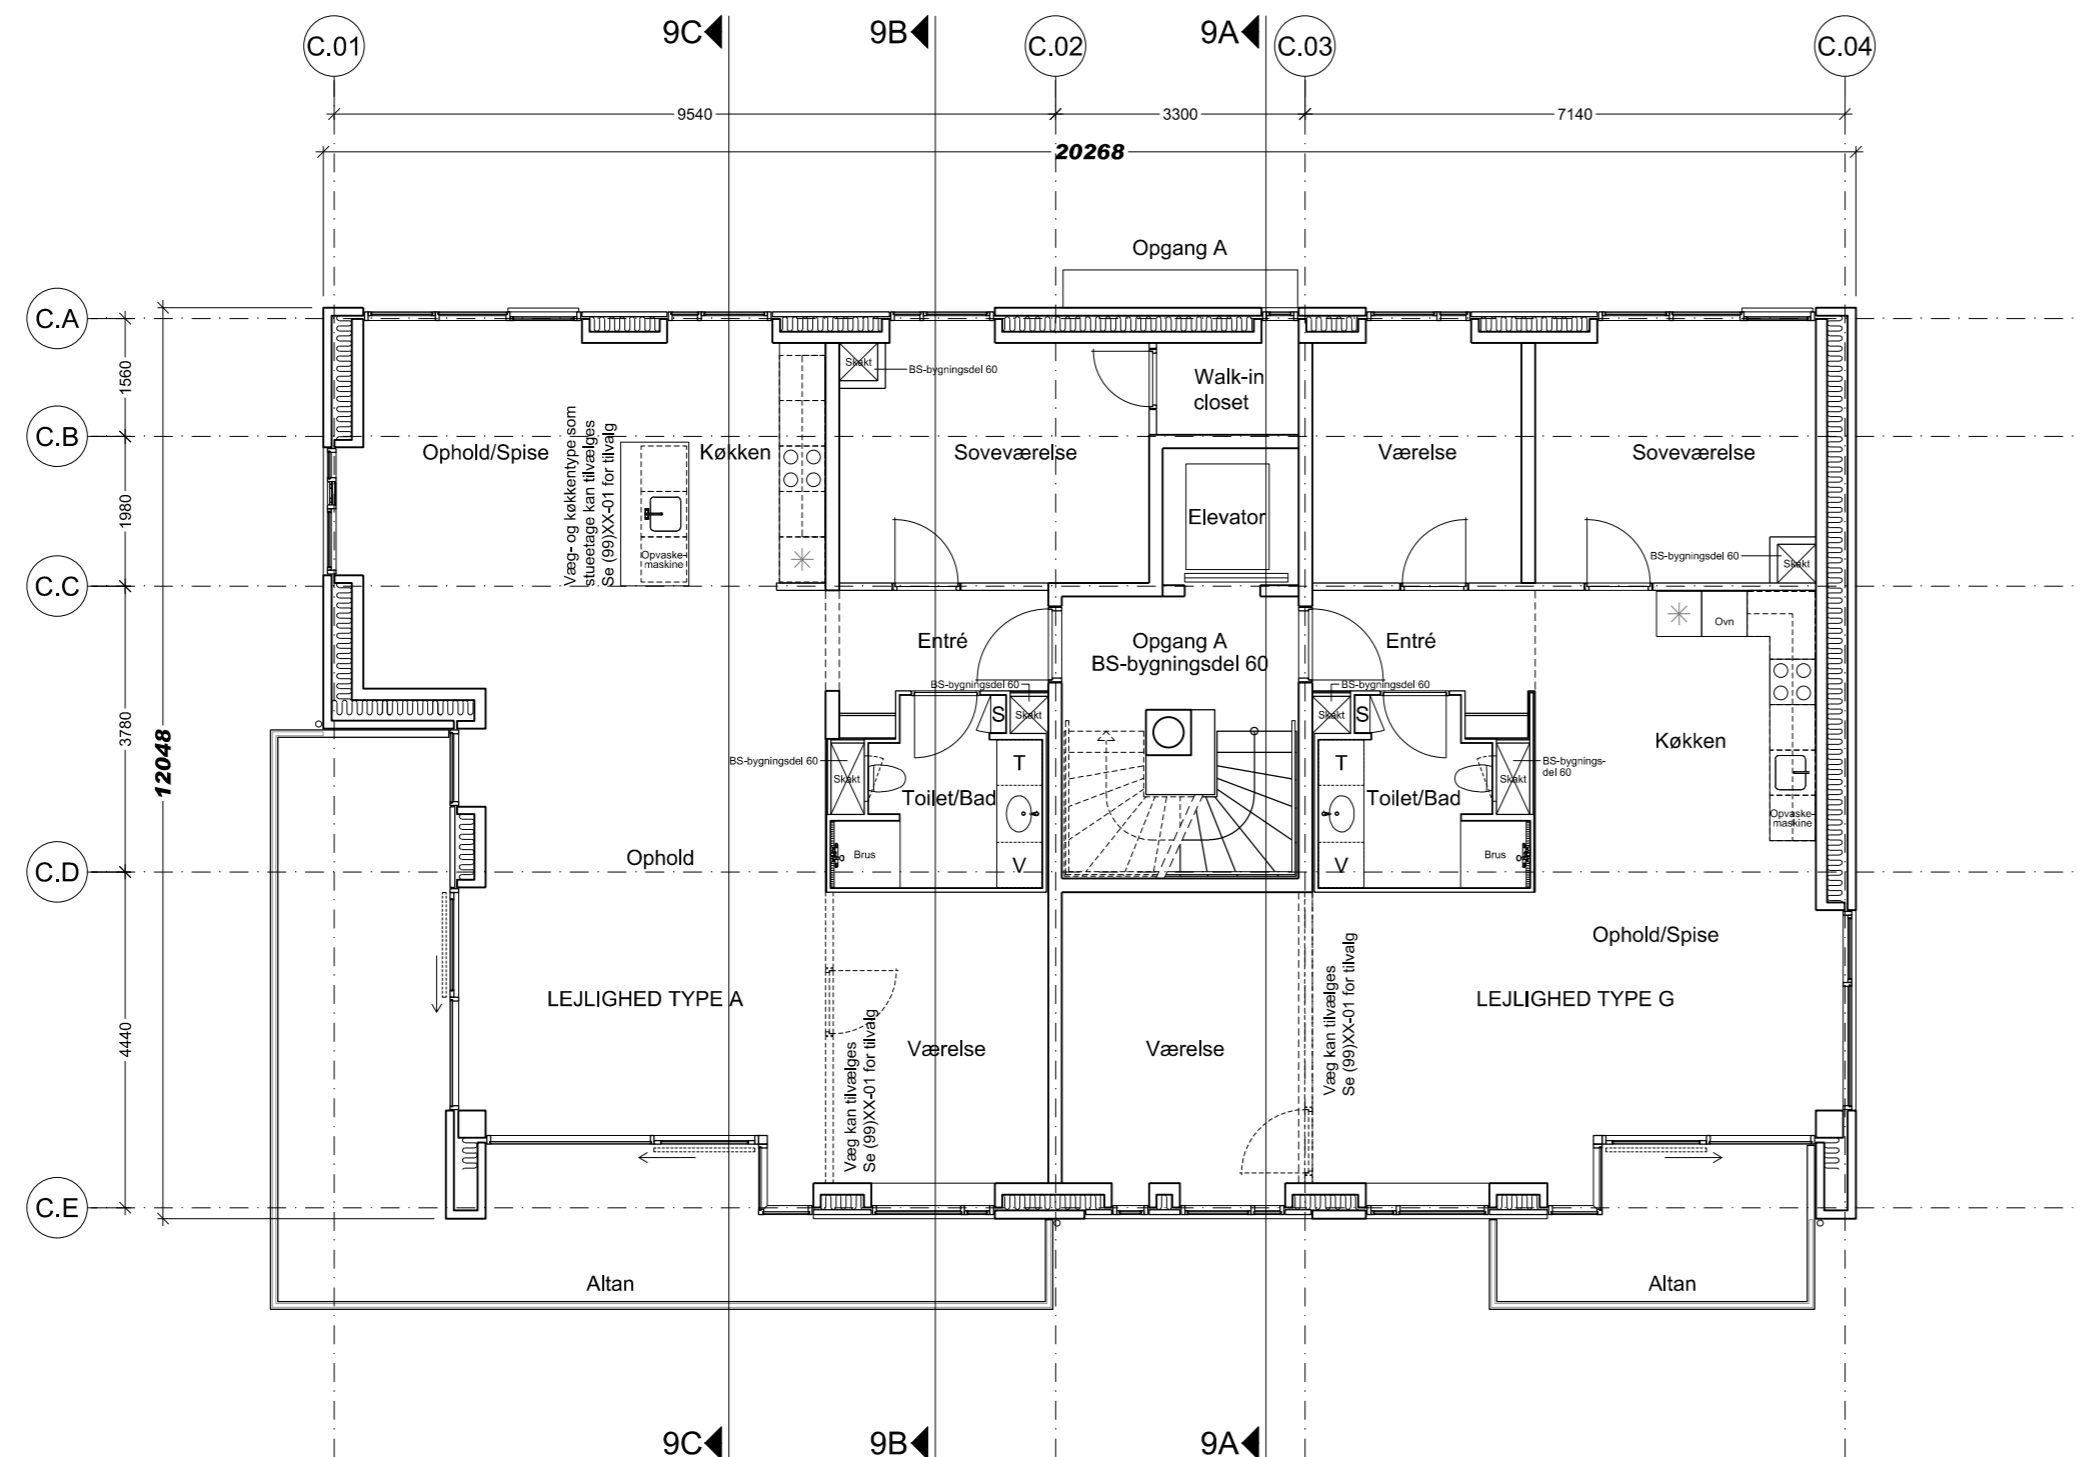 9C
9B
9A
C.01
C.02
C.03
C.04
9540
3300
7140
20268
Opgang A
C.A
C.B
C.C
C.D
C.E
1560
1980
3780
4440
12048
Skakt
BS-bygningsdel 60
Walk-in
closet
Ophold/Spise
Væg- og køkkentype som
stueetage kan tilvælges
Se (99)XX-01 for tilvalg
Køkken
Opvaske-
maskine
Soveværelse
Elevator
Værelse
Soveværelse
BS-bygningsdel 60
Skakt
Entré
Opgang A
BS-bygningsdel 60
Entré
Ovn
BS-bygningsdel 60
S
Skakt
Skakt
S
BS-bygningsdel 60
Køkken
BS-bygningsdel 60
Skakt
Toilet/Bad
T
V
Brus
T
V
Toilet/Bad
Skakt
BS-bygnings-
del 60
Brus
Opvaske-
maskine
Ophold
Ophold/Spise
LEJLIGHED TYPE A
LEJLIGHED TYPE G
Væg kan tilvælges
Se (99)XX-01 for tilvalg
Værelse
Værelse
Væg kan tilvælges
Se (99)XX-01 for tilvalg
Altan
Altan
9C
9B
9A